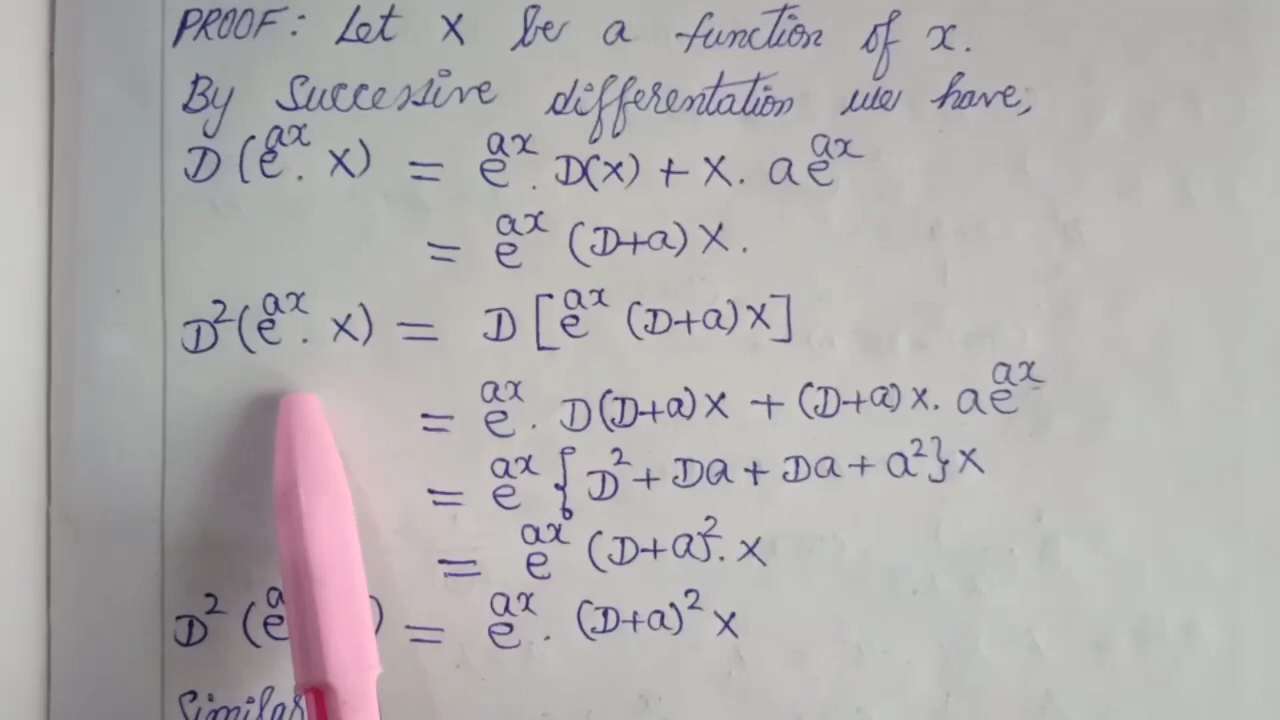 PROOF: Let X be a function of x.
By Successive differentation we have,
D(e^{ax}. X) = e^{ax}. D(X) + X. a e^{ax}
= e^{ax} (D+a) X.
D²(e^{ax}. X) = D[e^{ax} (D+a) X]
= e^{ax}. D(D+a) X + (D+a) X. a e^{ax}
= e^{ax} { D² + Da + Da + a² } X
= e^{ax} (D+a)². X
D² (e ) = e^{ax}. (D+a)² X